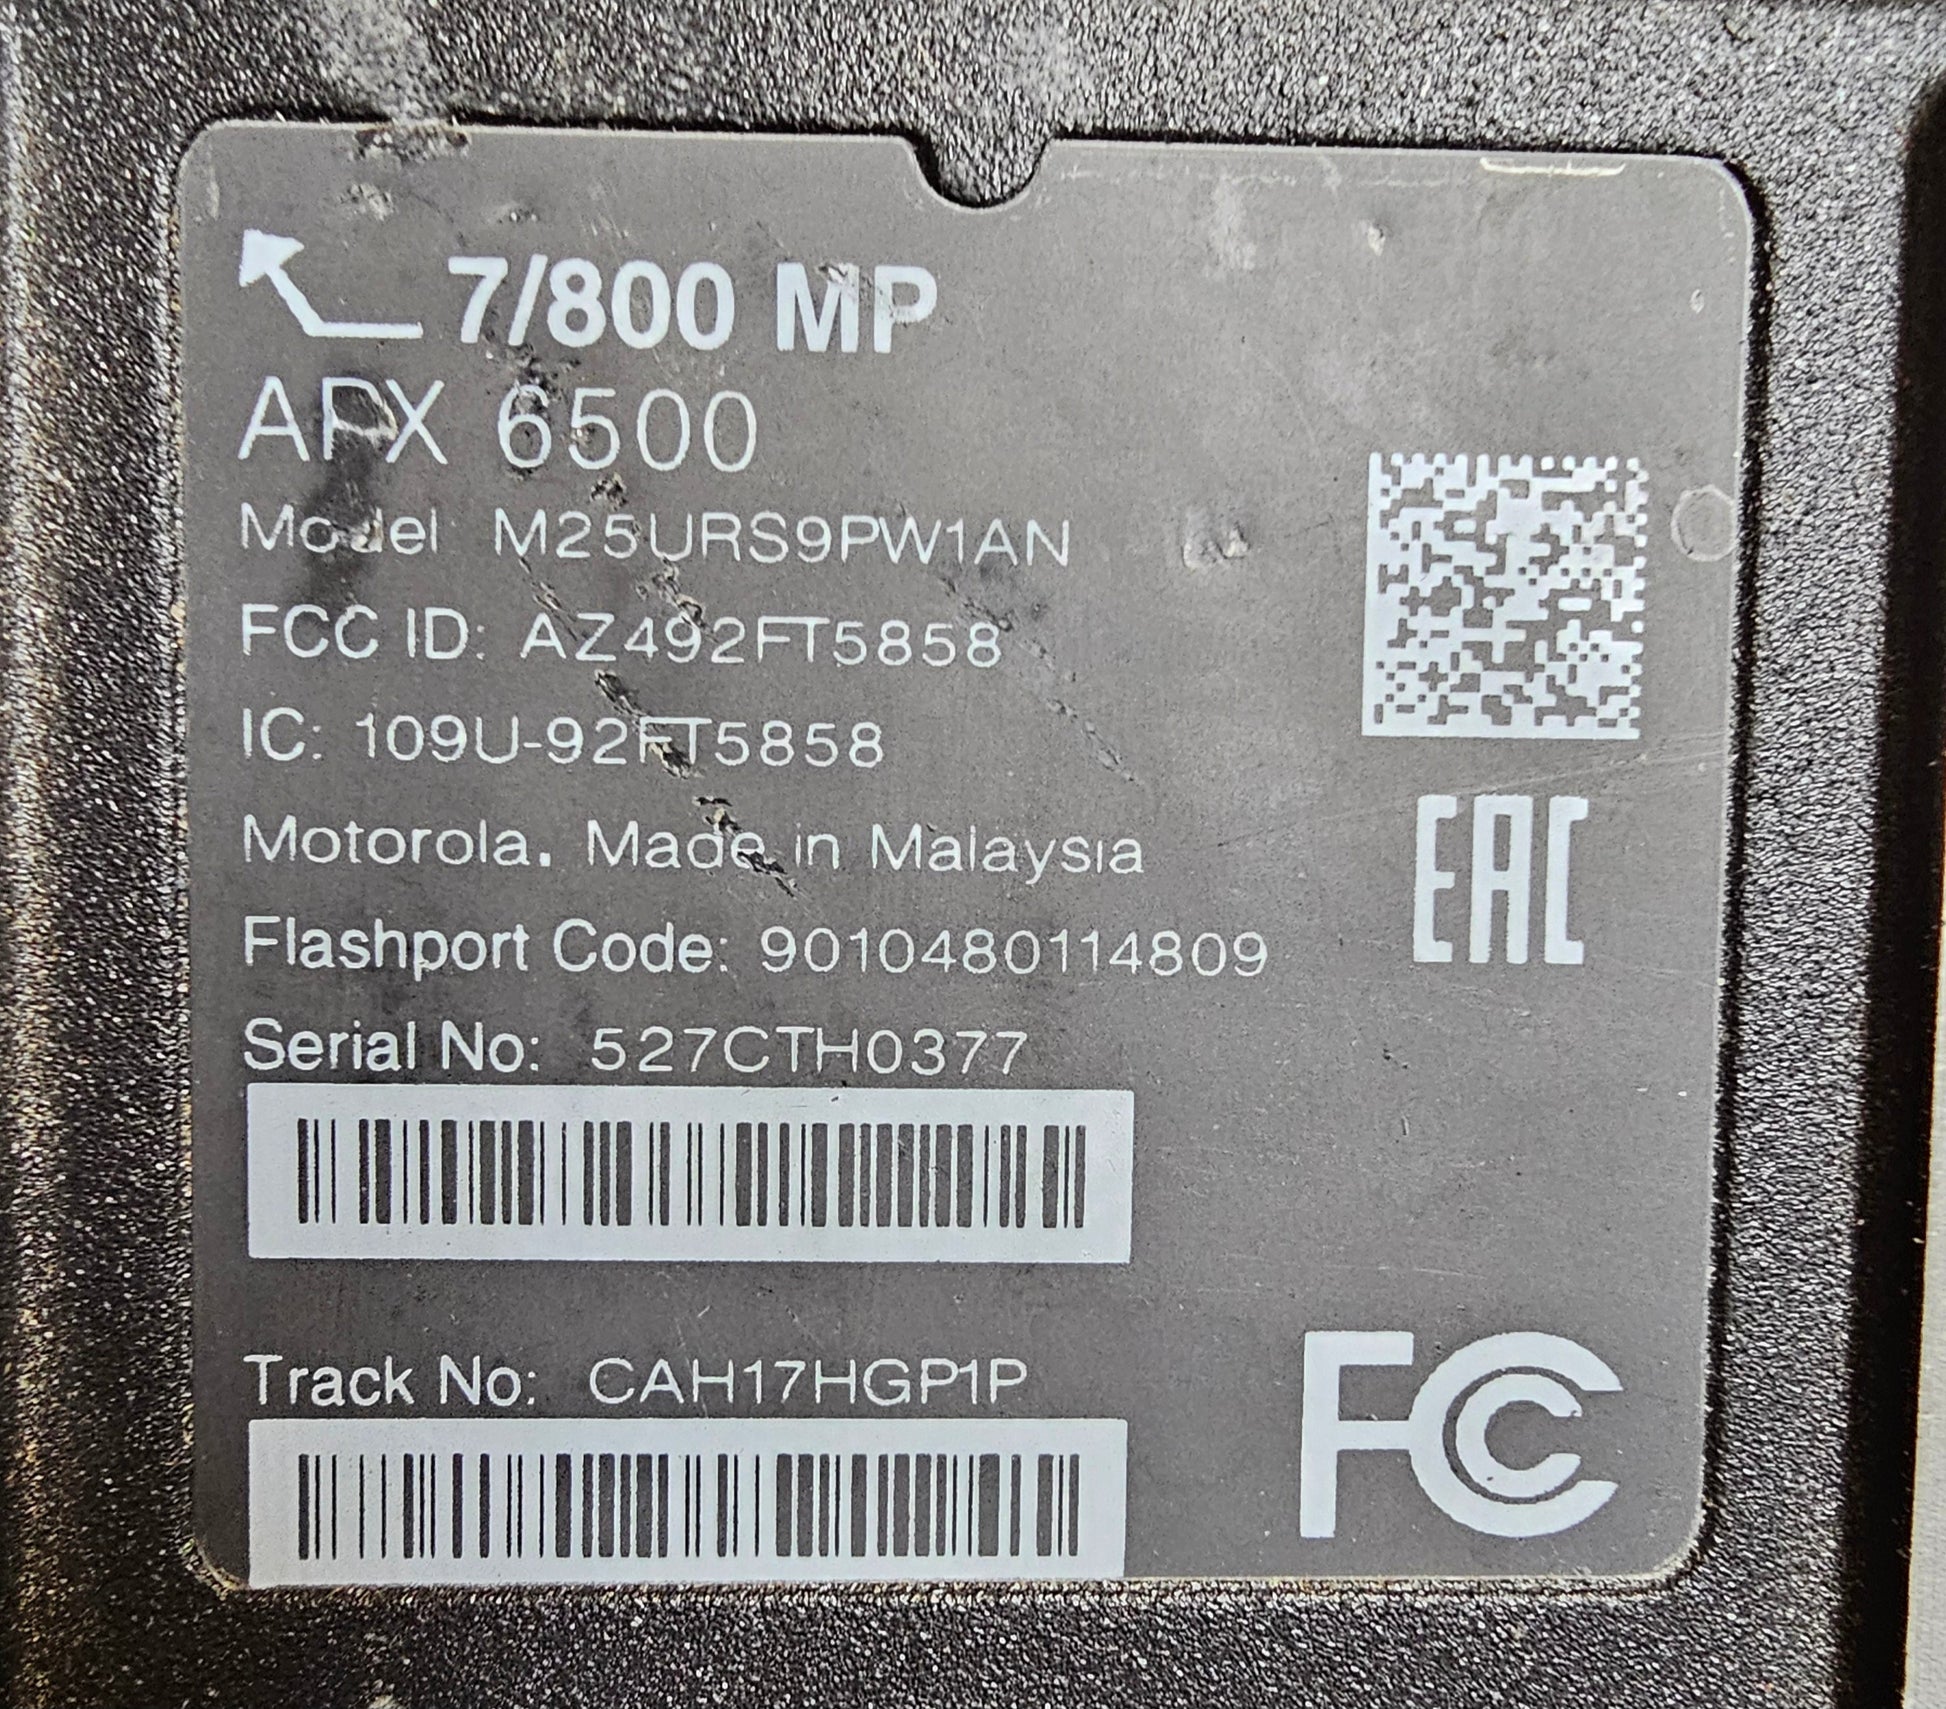 7/800 MP
APX 6500
Model: M25URS9PW1AN
FCC ID: AZ492FT5858
IC: 109U-92FT5858
Motorola. Made in Malaysia
Flashport Code: 9010480114809
Serial No: 527CTH0377
Track No: CAH17HGP1P
EAC
FCC